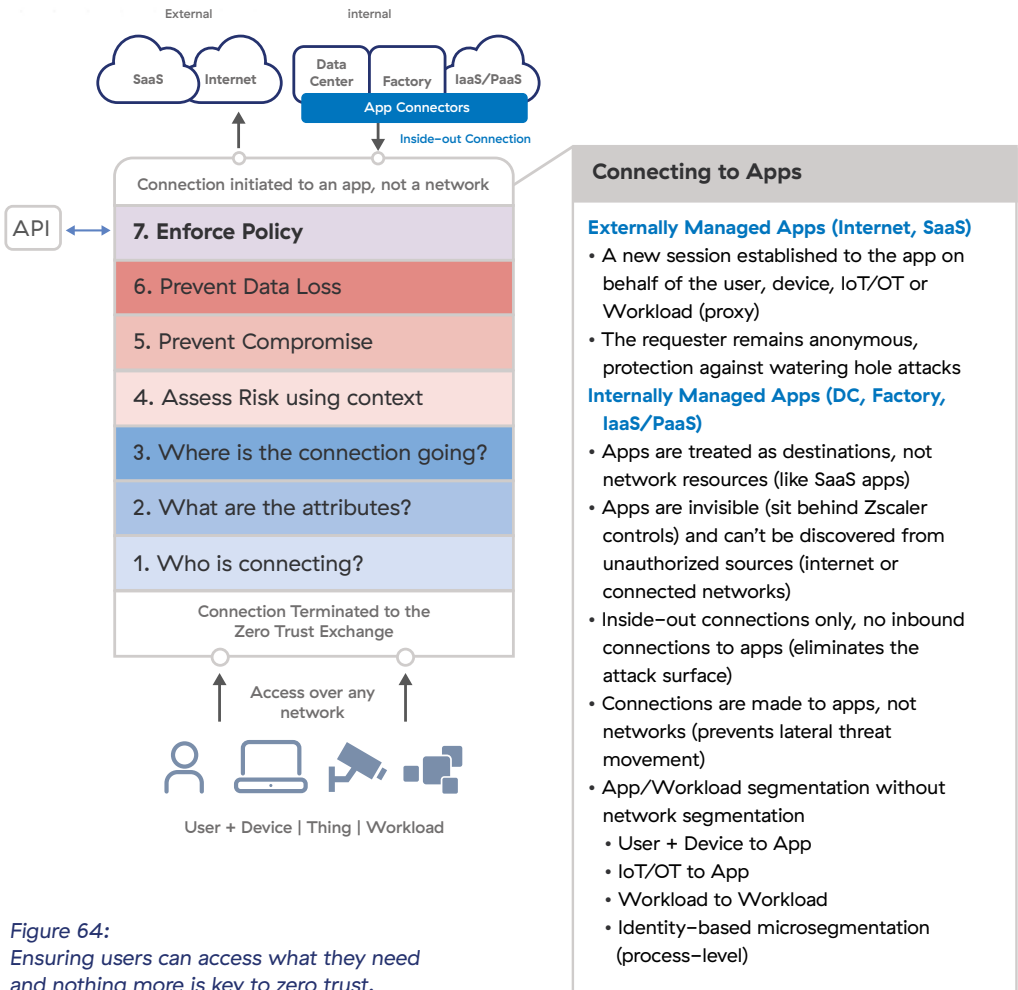 External
internal
SaaS
Internet
Data
Center
Factory
IaaS/PaaS
App Connectors
Inside-out Connection
Connection initiated to an app, not a network
API
7. Enforce Policy
6. Prevent Data Loss
5. Prevent Compromise
4. Assess Risk using context
3. Where is the connection going?
2. What are the attributes?
1. Who is connecting?
Connection Terminated to the
Zero Trust Exchange
Access over any
network
User + Device | Thing | Workload
Figure 64:
Ensuring users can access what they need
and nothing more is key to zero trust.
Connecting to Apps
Externally Managed Apps (Internet, SaaS)
• A new session established to the app on
behalf of the user, device, IoT/OT or
Workload (proxy)
• The requester remains anonymous,
protection against watering hole attacks
Internally Managed Apps (DC, Factory,
IaaS/PaaS)
• Apps are treated as destinations, not
network resources (like SaaS apps)
• Apps are invisible (sit behind Zscaler
controls) and can't be discovered from
unauthorized sources (internet or
connected networks)
• Inside-out connections only, no inbound
connections to apps (eliminates the
attack surface)
• Connections are made to apps, not
networks (prevents lateral threat
movement)
• App/Workload segmentation without
network segmentation
• User + Device to App
• IoT/OT to App
• Workload to Workload
• Identity-based microsegmentation
(process-level)